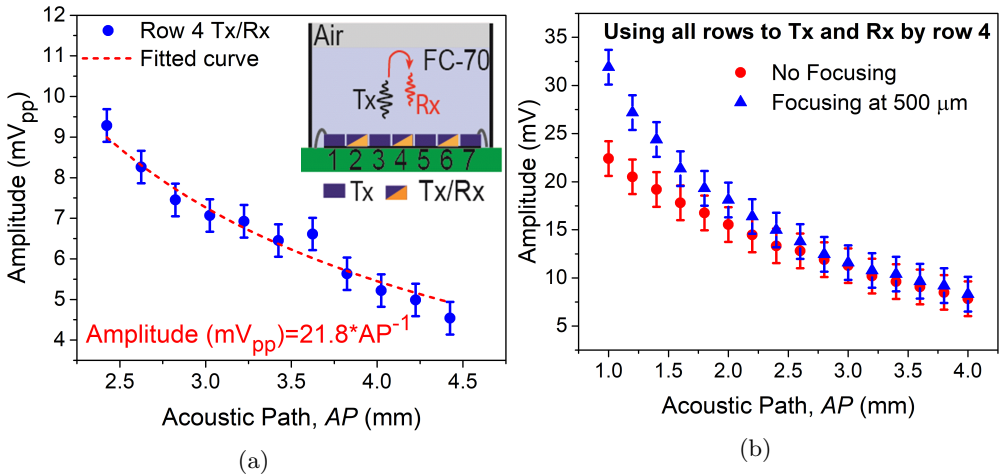 (a)
12
11
10
9
8
7
6
5
4
Amplitude (mVpp)
Row 4 Tx/Rx
Fitted curve
Air
FC-70
Tx
Rx
1 2 3 4 5 6 7
Tx Tx/Rx
Amplitude (mVpp)=21.8*AP-1
2.5 3.0 3.5 4.0 4.5
Acoustic Path, AP (mm)
(a)
(b)
Using all rows to Tx and Rx by row 4
No Focusing
Focusing at 500 μm
35
30
25
20
15
10
5
Amplitude (mV)
1.0 1.5 2.0 2.5 3.0 3.5 4.0
Acoustic Path, AP (mm)
(b)